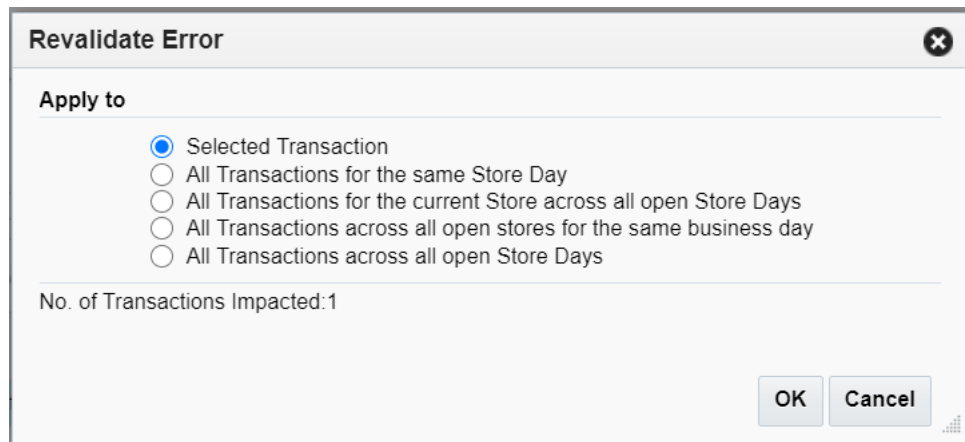 Revalidate Error
Apply to
Selected Transaction
All Transactions for the same Store Day
All Transactions for the current Store across all open Store Days
All Transactions across all open stores for the same business day
All Transactions across all open Store Days
No. of Transactions Impacted:1
OK Cancel